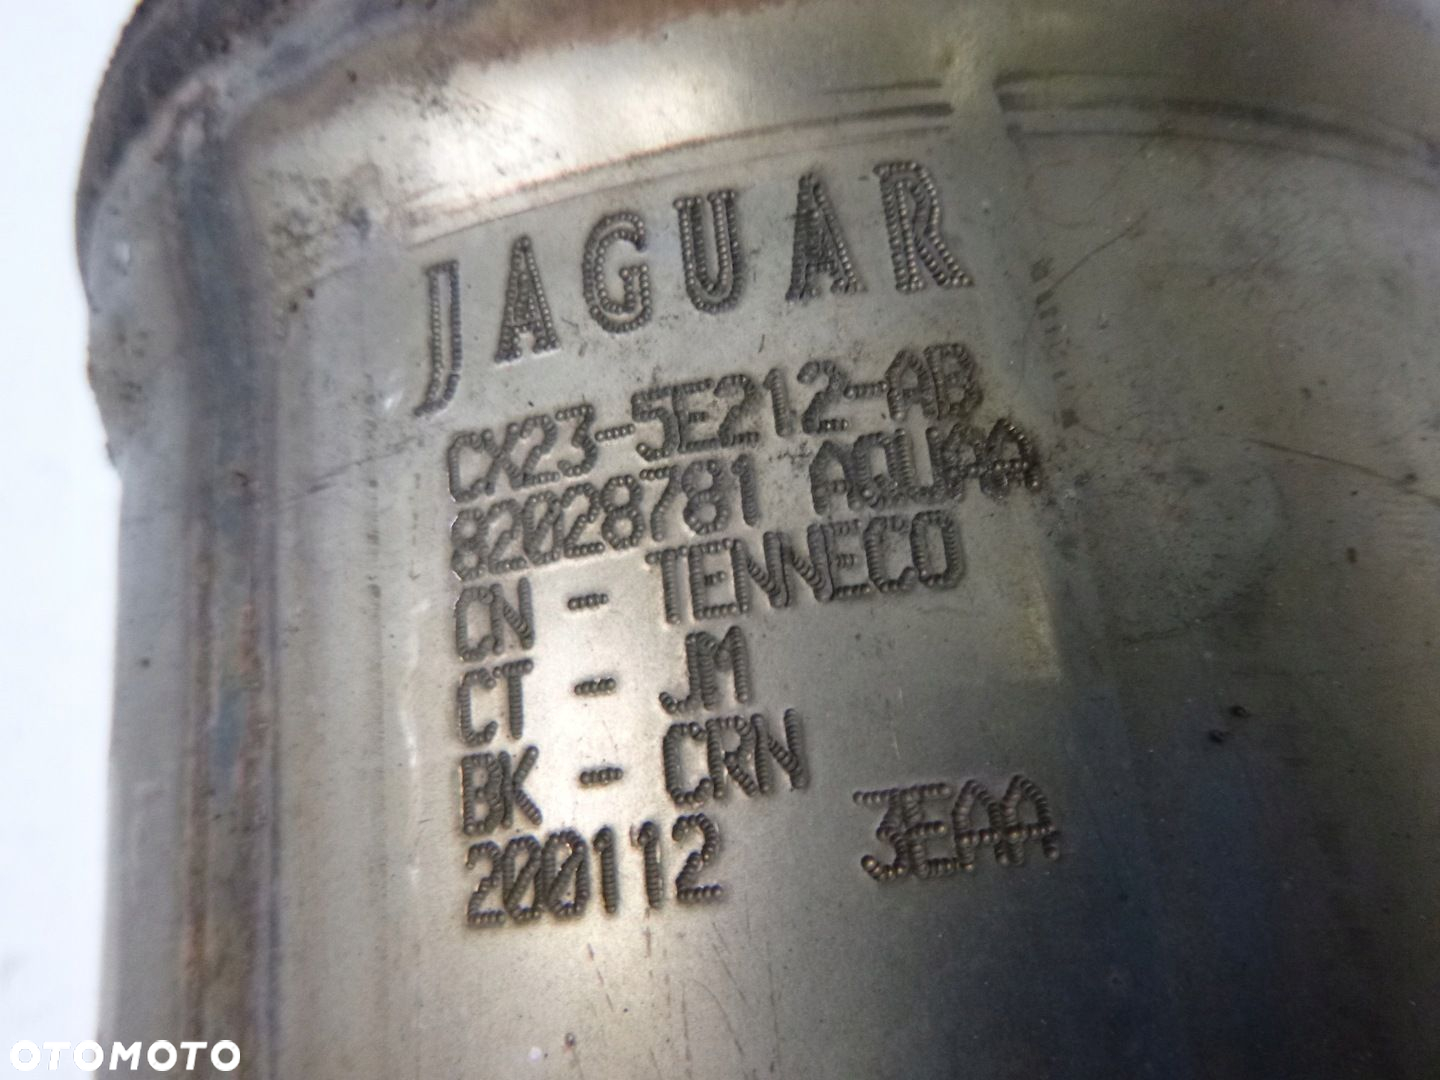 JAGUAR
CX23-5E212-AB
82028781 AQUAA
CN - TENNECO
CT - JM
BK - CRN
200112 3EAA
OTOMOTO